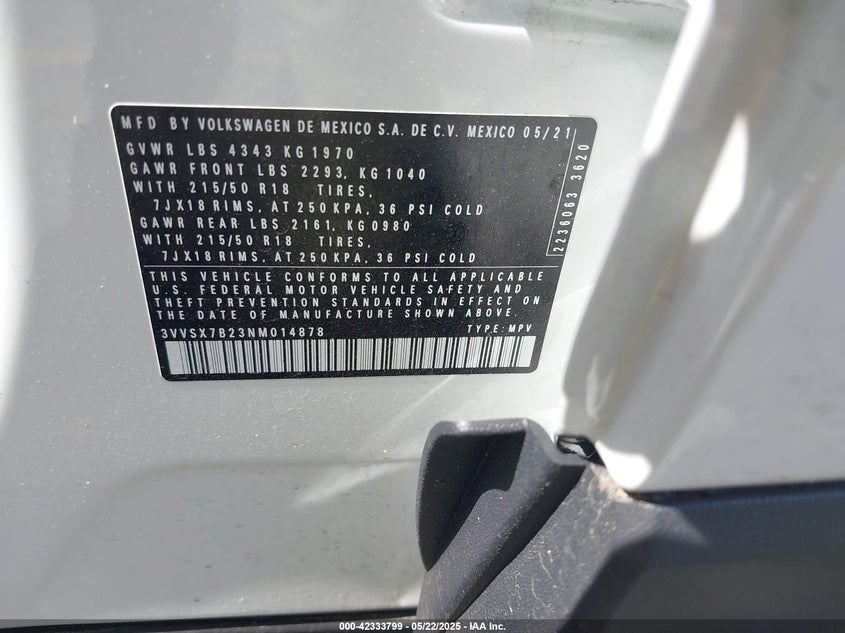 MFD BY VOLKSWAGEN DE MEXICO S.A. DE C.V. MEXICO 05/21
GVWR LBS 4343 KG 1970
GAWR FRONT LBS 2293, KG 1040
WITH 215/50 R18 TIRES,
7JX18 RIMS, AT 250 KPA, 36 PSI COLD
GAWR REAR LBS 2161, KG 0980
WITH 215/50 R18 TIRES,
7JX18 RIMS, AT 250 KPA, 36 PSI COLD
THIS VEHICLE CONFORMS TO ALL APPLICABLE
U.S. FEDERAL MOTOR VEHICLE SAFETY AND
THEFT PREVENTION STANDARDS IN EFFECT ON
THE DATE OF MANUFACTURE SHOWN ABOVE.
3VVSX7B23NM014878 TYPE: MPV
2236063 3620
000-42333799 - 05/22/2025 - IAA Inc.